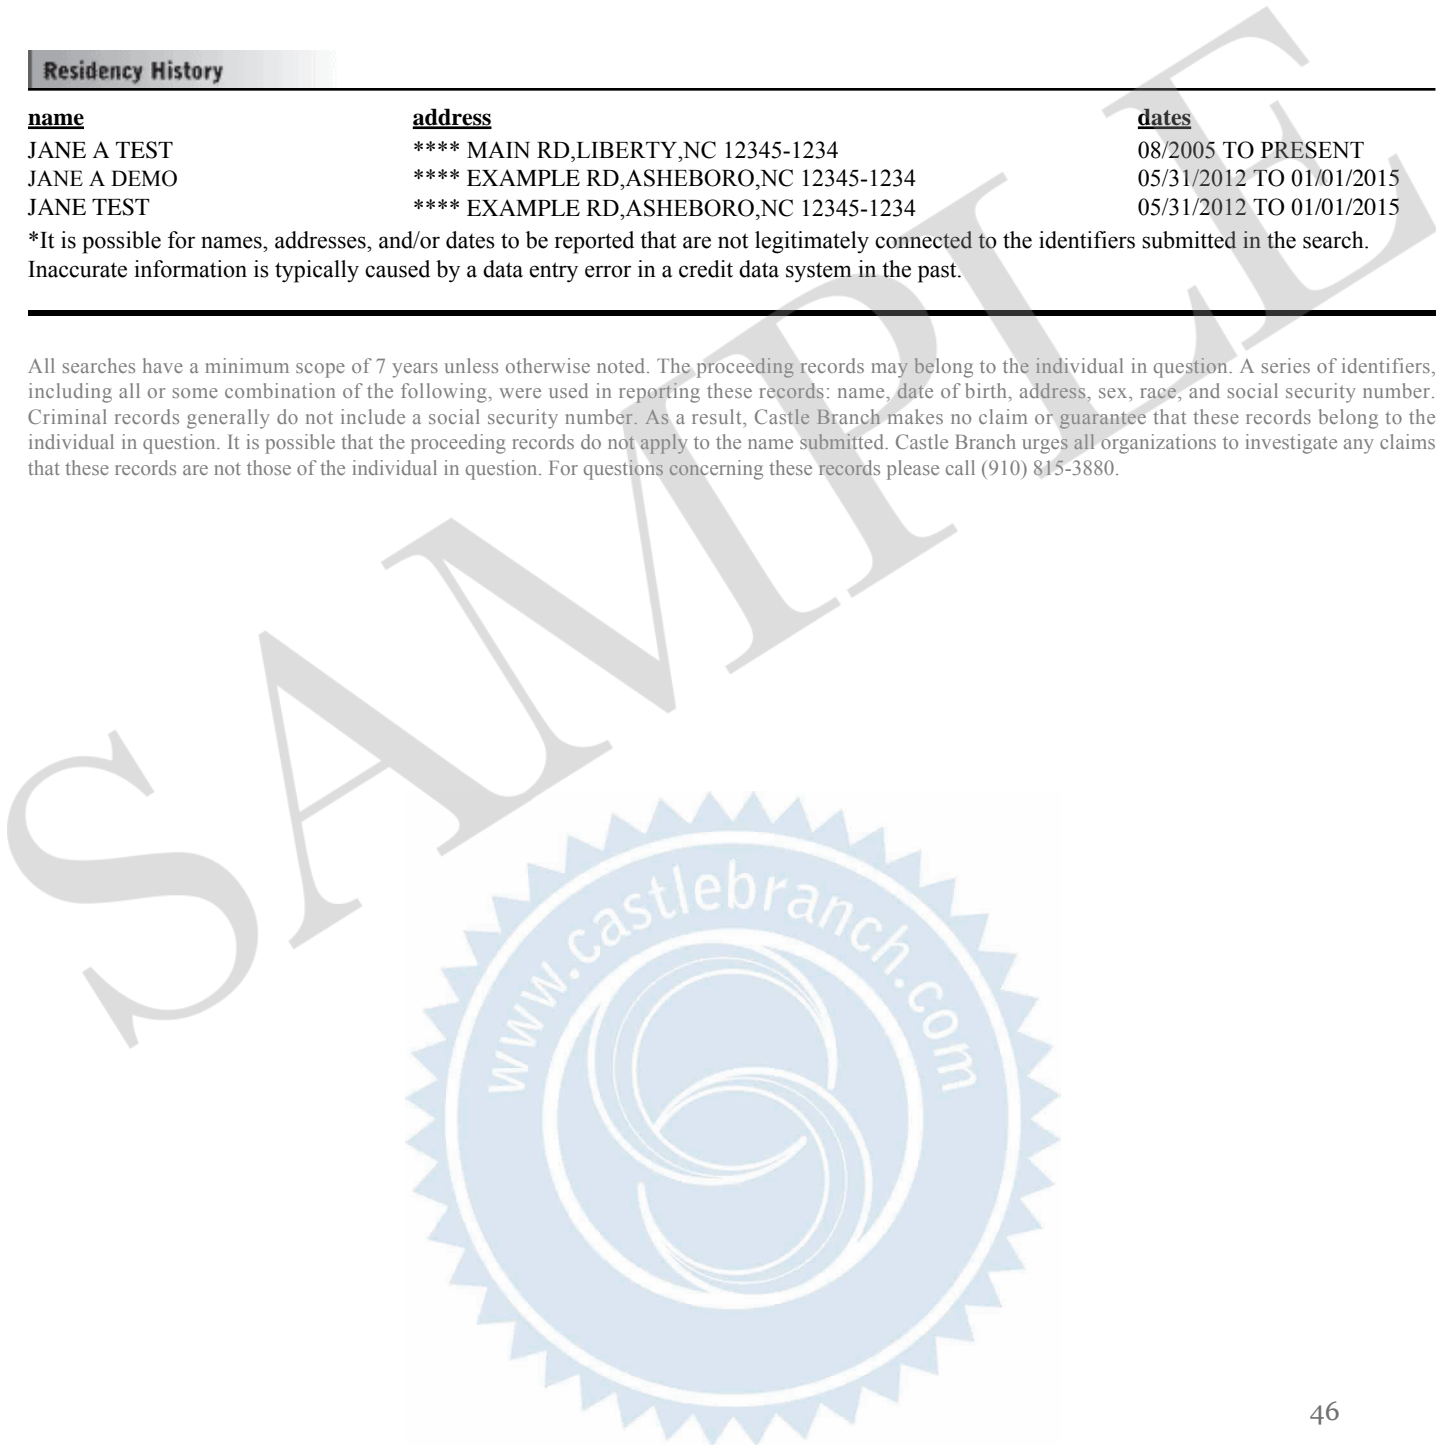 Residency History
name address dates
JANE A TEST **** MAIN RD,LIBERTY,NC 12345-1234 08/2005 TO PRESENT
JANE A DEMO **** EXAMPLE RD,ASHEBORO,NC 12345-1234 05/31/2012 TO 01/01/2015
JANE TEST **** EXAMPLE RD,ASHEBORO,NC 12345-1234 05/31/2012 TO 01/01/2015
*It is possible for names, addresses, and/or dates to be reported that are not legitimately connected to the identifiers submitted in the search.
Inaccurate information is typically caused by a data entry error in a credit data system in the past.
All searches have a minimum scope of 7 years unless otherwise noted. The proceeding records may belong to the individual in question. A series of identifiers,
including all or some combination of the following, were used in reporting these records: name, date of birth, address, sex, race, and social security number.
Criminal records generally do not include a social security number. As a result, Castle Branch makes no claim or guarantee that these records belong to the
individual in question. It is possible that the proceeding records do not apply to the name submitted. Castle Branch urges all organizations to investigate any claims
that these records are not those of the individual in question. For questions concerning these records please call (910) 815-3880.
SAMPLE
www.castlebranch.com
46